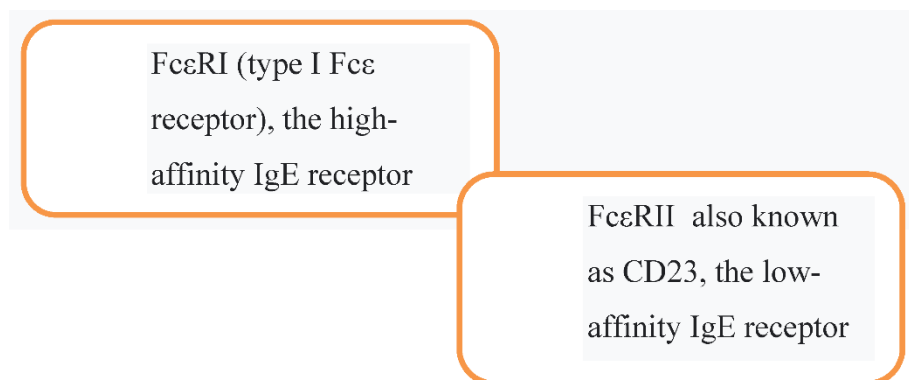 FcεRI (type I Fcε
receptor), the high-
affinity IgE receptor
FcεRII  also known
as CD23, the low-
affinity IgE receptor